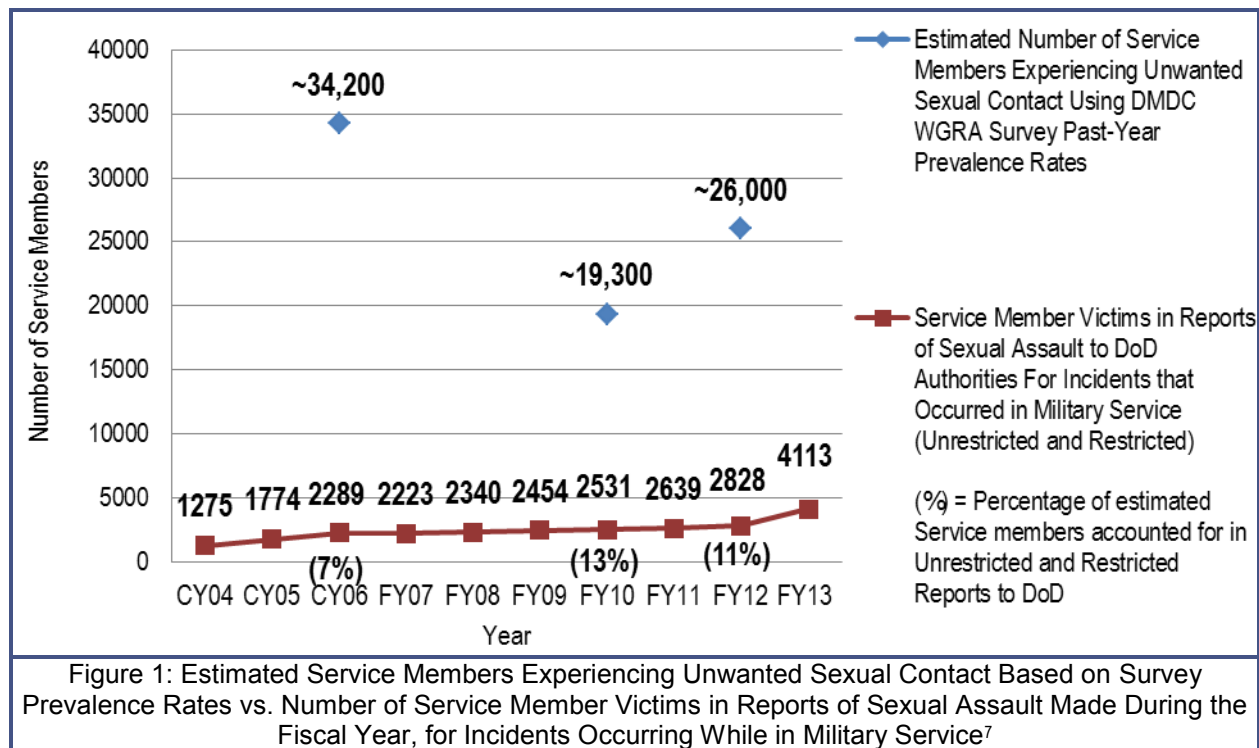 40000
35000
30000
25000
20000
15000
10000
5000
0
Number of Service Members
~34,200
~19,300
~26,000
1275 1774 2289 2223 2340 2454 2531 2639 2828 4113
(7%) (13%) (11%)
CY04 CY05 CY06 FY07 FY08 FY09 FY10 FY11 FY12 FY13
Year
Estimated Number of Service
Members Experiencing Unwanted
Sexual Contact Using DMDC
WGRA Survey Past-Year
Prevalence Rates
Service Member Victims in Reports
of Sexual Assault to DoD
Authorities For Incidents that
Occurred in Military Service
(Unrestricted and Restricted)
(%) = Percentage of estimated
Service members accounted for in
Unrestricted and Restricted
Reports to DoD
Figure 1: Estimated Service Members Experiencing Unwanted Sexual Contact Based on Survey
Prevalence Rates vs. Number of Service Member Victims in Reports of Sexual Assault Made During the
Fiscal Year, for Incidents Occurring While in Military Service⁷